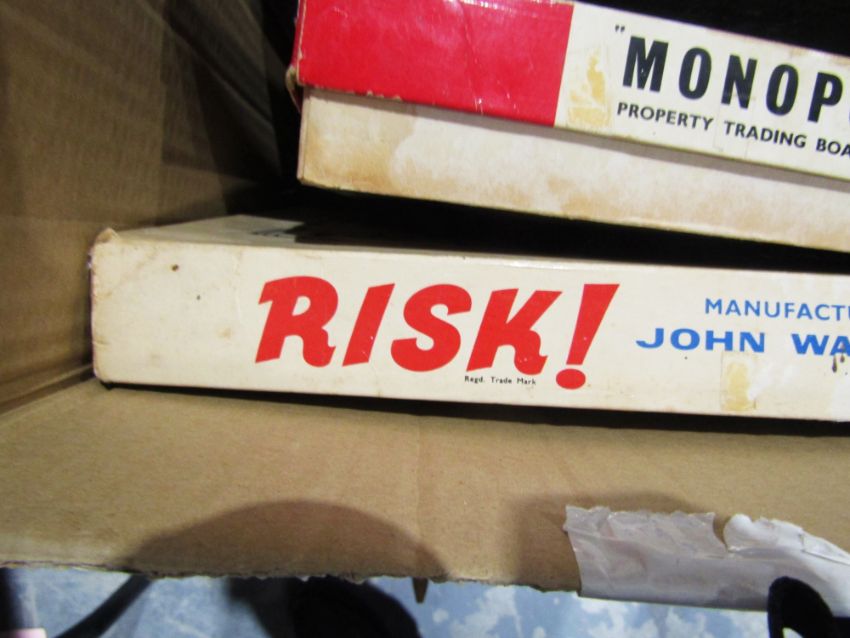 "MONOP
PROPERTY TRADING BOA
RISK!
Regd. Trade Mark
MANUFACTU
JOHN WA